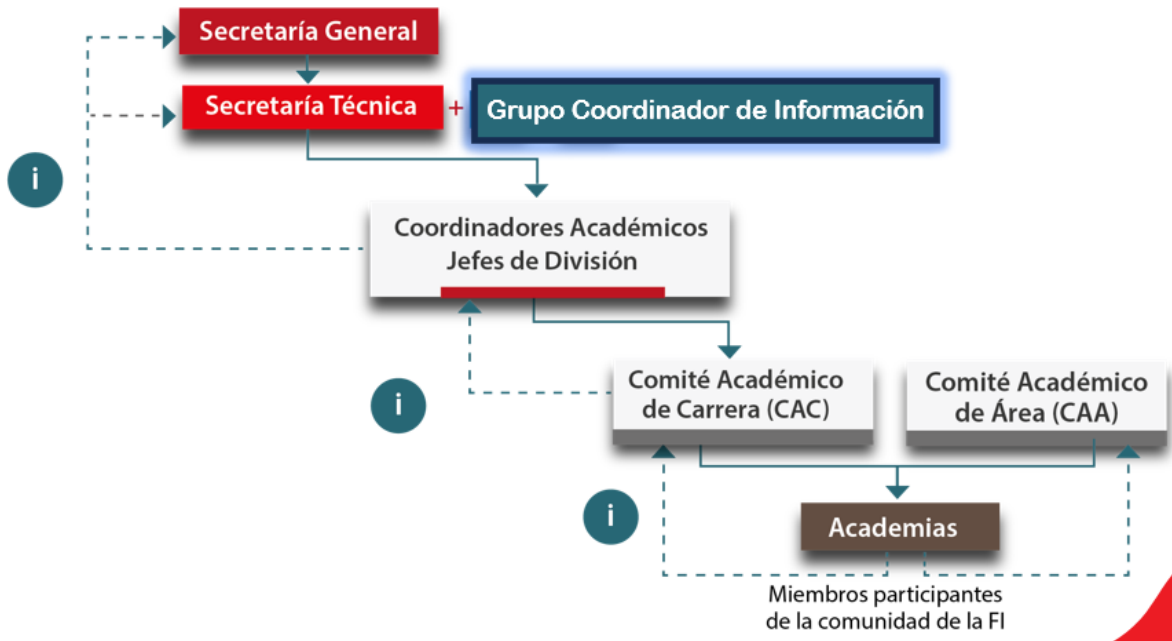 Secretaría General
Secretaría Técnica
+
Grupo Coordinador de Información
i
Coordinadores Académicos
Jefes de División
i
Comité Académico
de Carrera (CAC)
Comité Académico
de Área (CAA)
i
Academias
Miembros participantes
de la comunidad de la FI